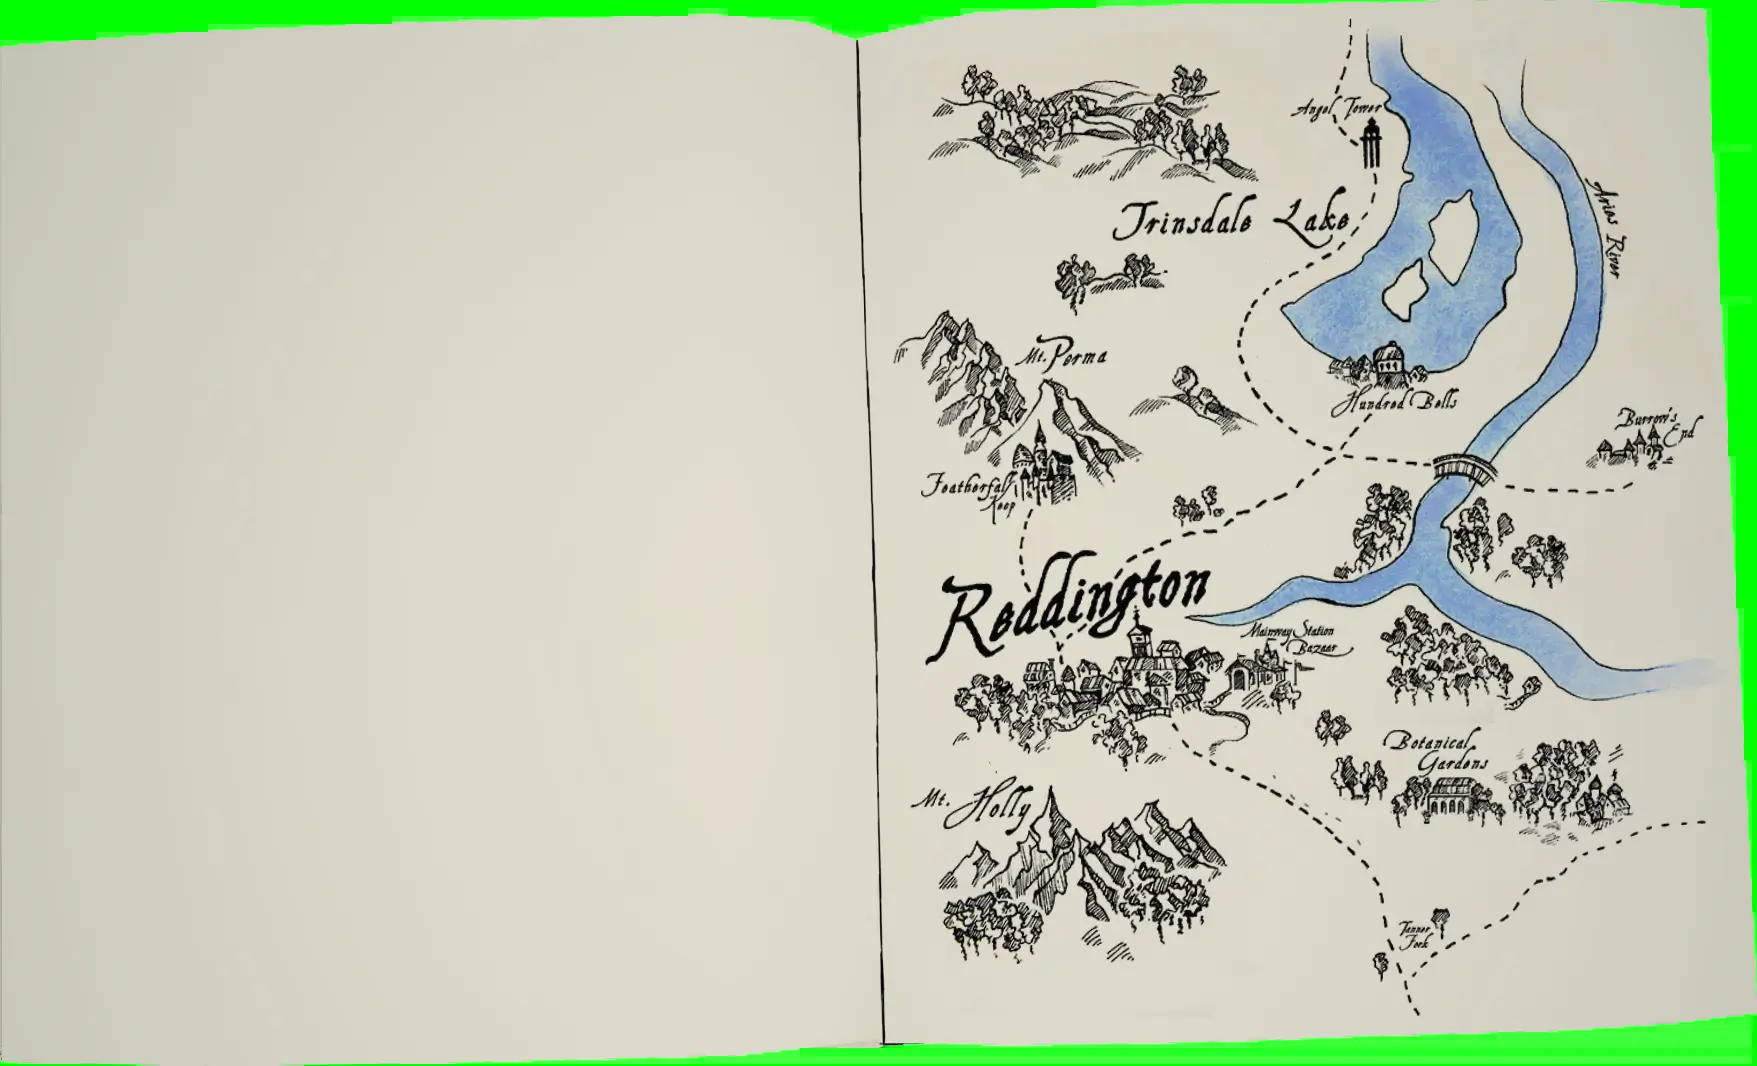 Angel Tower
Trinsdale Lake
Arias River
Mt. Perma
Hundred Bells
Burrow's
End
Featherfall
Keep
Reddington
Mainway Station
Bazaar
Botanical
Gardens
Mt. Holly
Tanner
Fork